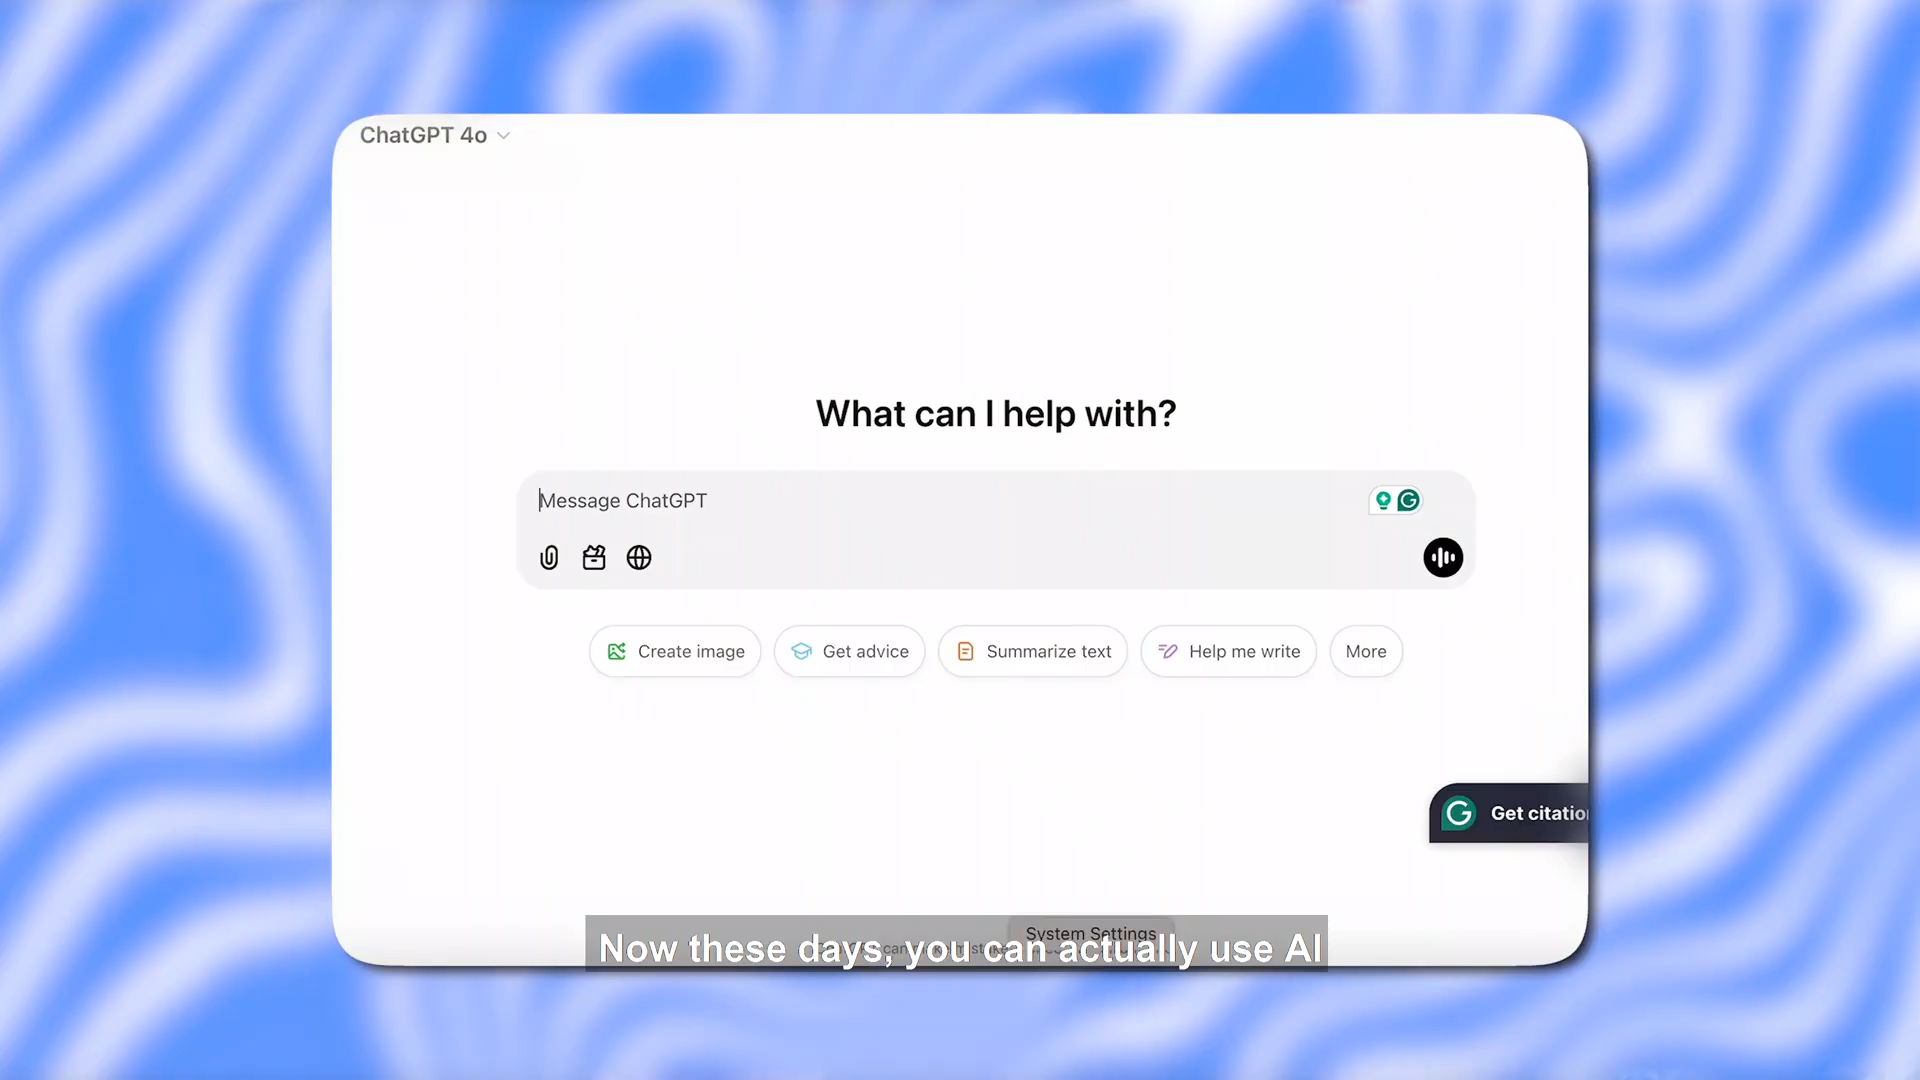 ChatGPT 4o
What can I help with?
Message ChatGPT
Create image
Get advice
Summarize text
Help me write
More
Get citation
System Settings
Now these days, you can actually use AI